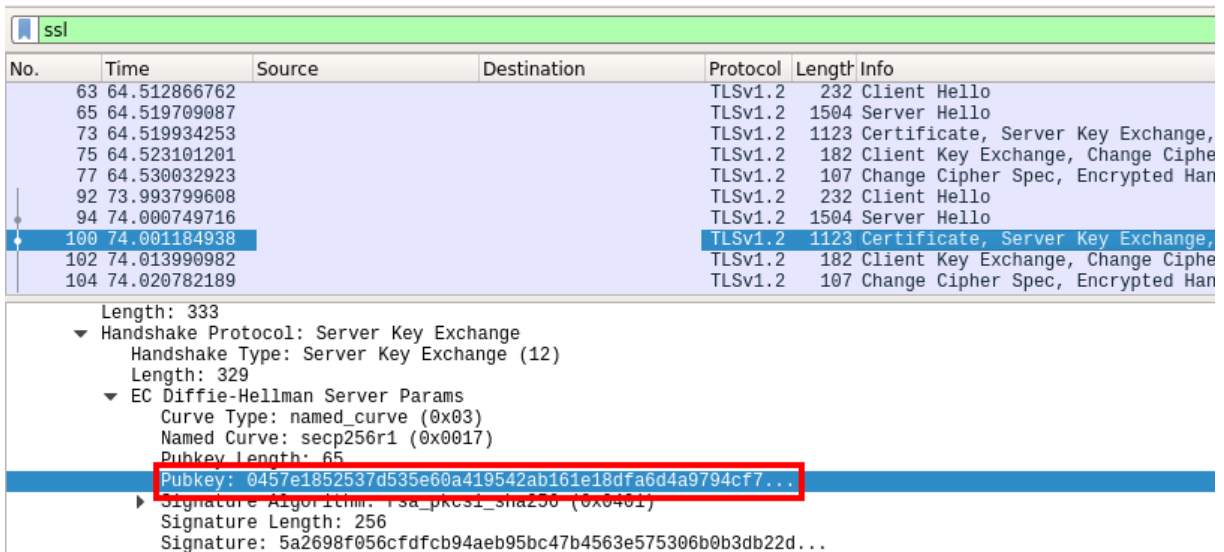 ssl
No. Time Source Destination Protocol Length Info
63 64.512866762 TLSv1.2 232 Client Hello
65 64.519709087 TLSv1.2 1504 Server Hello
73 64.519934253 TLSv1.2 1123 Certificate, Server Key Exchange,
75 64.523101201 TLSv1.2 182 Client Key Exchange, Change Ciphe
77 64.530032923 TLSv1.2 107 Change Cipher Spec, Encrypted Han
92 73.993799608 TLSv1.2 232 Client Hello
94 74.000749716 TLSv1.2 1504 Server Hello
100 74.001184938 TLSv1.2 1123 Certificate, Server Key Exchange,
102 74.013990982 TLSv1.2 182 Client Key Exchange, Change Ciphe
104 74.020782189 TLSv1.2 107 Change Cipher Spec, Encrypted Han
Length: 333
Handshake Protocol: Server Key Exchange
Handshake Type: Server Key Exchange (12)
Length: 329
EC Diffie-Hellman Server Params
Curve Type: named_curve (0x03)
Named Curve: secp256r1 (0x0017)
Pubkey Length: 65
Pubkey: 0457e1852537d535e60a419542ab161e18dfa6d4a9794cf7...
Signature Algorithm: rsa_pkcs1_sha256 (0x0401)
Signature Length: 256
Signature: 5a2698f056cfdfcb94aeb95bc47b4563e575306b0b3db22d...